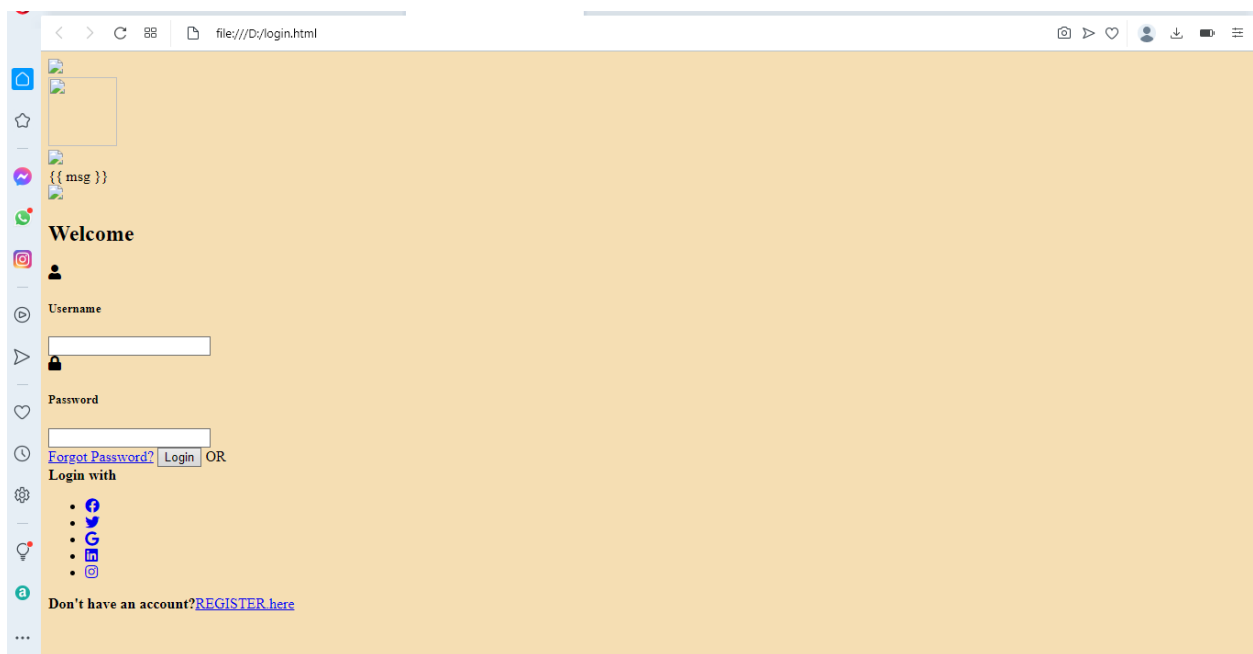 file:///D:/login.html
{{ msg }}
Welcome
Username
Password
Forgot Password? Login OR
Login with
Don't have an account?REGISTER here